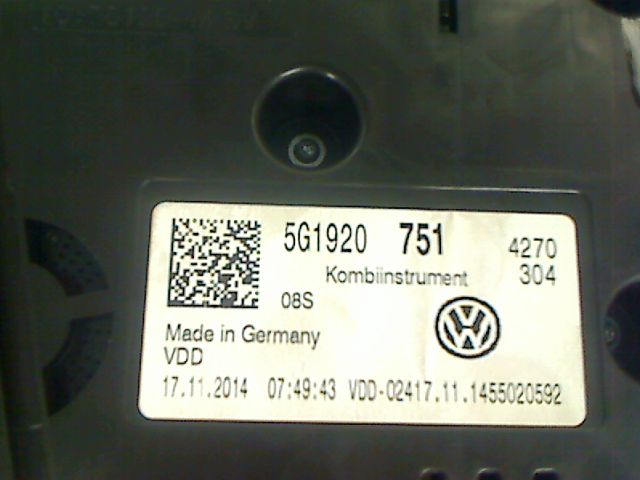 5G1920 751 4270
Kombiinstrument 304
08S
Made in Germany
VDD
17.11.2014 07:49:43 VDD-02417.11.1455020592